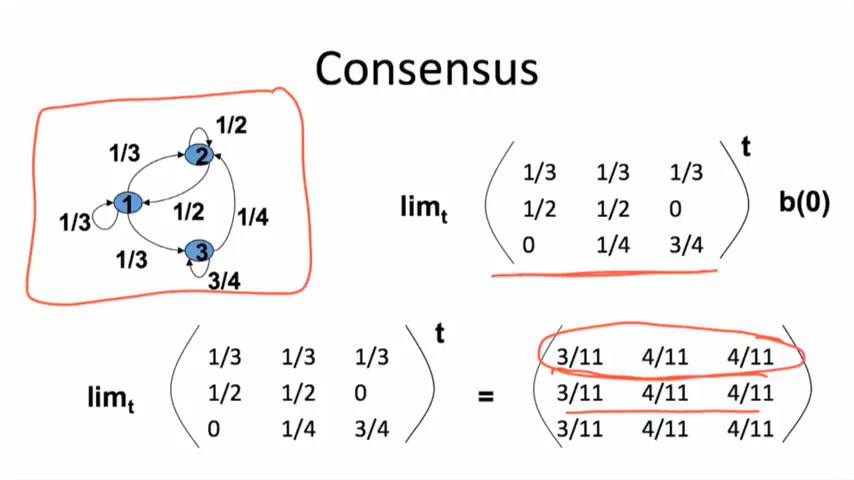 Consensus
1/2
1/3 2
1 1/2 1/4
1/3
1/3 3
3/4
lim_t ( 1/3 1/3 1/3 )^t b(0)
1/2 1/2 0
0 1/4 3/4
lim_t ( 1/3 1/3 1/3 )^t = ( 3/11 4/11 4/11 )
1/2 1/2 0 3/11 4/11 4/11
0 1/4 3/4 3/11 4/11 4/11